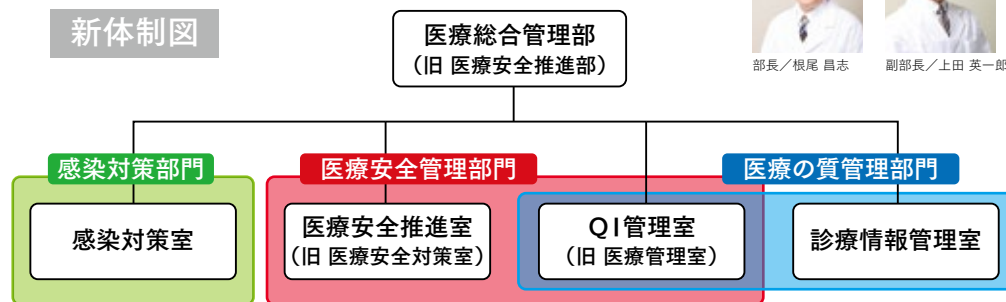 新体制図
医療総合管理部
（旧 医療安全推進部）
部長／根尾 昌志
副部長／上田 英一郎
感染対策部門
医療安全管理部門
医療の質管理部門
感染対策室
医療安全推進室
（旧 医療安全対策室）
QI管理室
（旧 医療管理室）
診療情報管理室